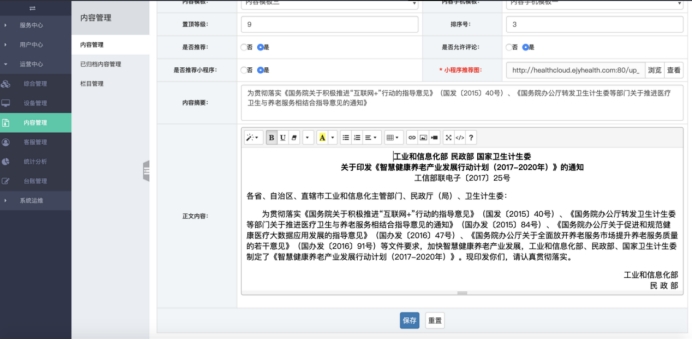 服务中心
用户中心
运营中心
综合管理
设备管理
内容管理
客服管理
统计分析
台账管理
系统运维
内容管理
内容管理
已归档内容管理
栏目管理
内容模板：
内容模板三
内容手机模板：
内容手机模板一
置顶等级：
9
排序号：
3
是否推荐：
否 是
是否允许评论：
否 是
是否推荐小程序：
否 是
* 小程序推荐图：
http://healthcloud.ejyhealth.com:80/up_
浏览
查看
内容摘要：
为贯彻落实《国务院关于积极推进"互联网+"行动的指导意见》（国发〔2015〕40号）、《国务院办公厅转发卫生计生委等部门关于推进医疗
卫生与养老服务相结合指导意见的通知》
正文内容：
B U A
工业和信息化部 民政部 国家卫生计生委
关于印发《智慧健康养老产业发展行动计划（2017-2020年）》的通知
工信部联电子〔2017〕25号
各省、自治区、直辖市工业和信息化主管部门、民政厅（局）、卫生计生委：
为贯彻落实《国务院关于积极推进"互联网+"行动的指导意见》（国发〔2015〕40号）、《国务院办公厅转发卫生计生委
等部门关于推进医疗卫生与养老服务相结合指导意见的通知》（国办发〔2015〕84号）、《国务院办公厅关于促进和规范健
康医疗大数据应用发展的指导意见》（国办发〔2016〕47号）、《国务院办公厅关于全面放开养老服务市场提升养老服务质量
的若干意见》（国办发〔2016〕91号）等文件要求，加快智慧健康养老产业发展，工业和信息化部、民政部、国家卫生计生委
制定了《智慧健康养老产业发展行动计划（2017-2020年）》。现印发你们，请认真贯彻落实。
工业和信息化部
民 政 部
保存
重置